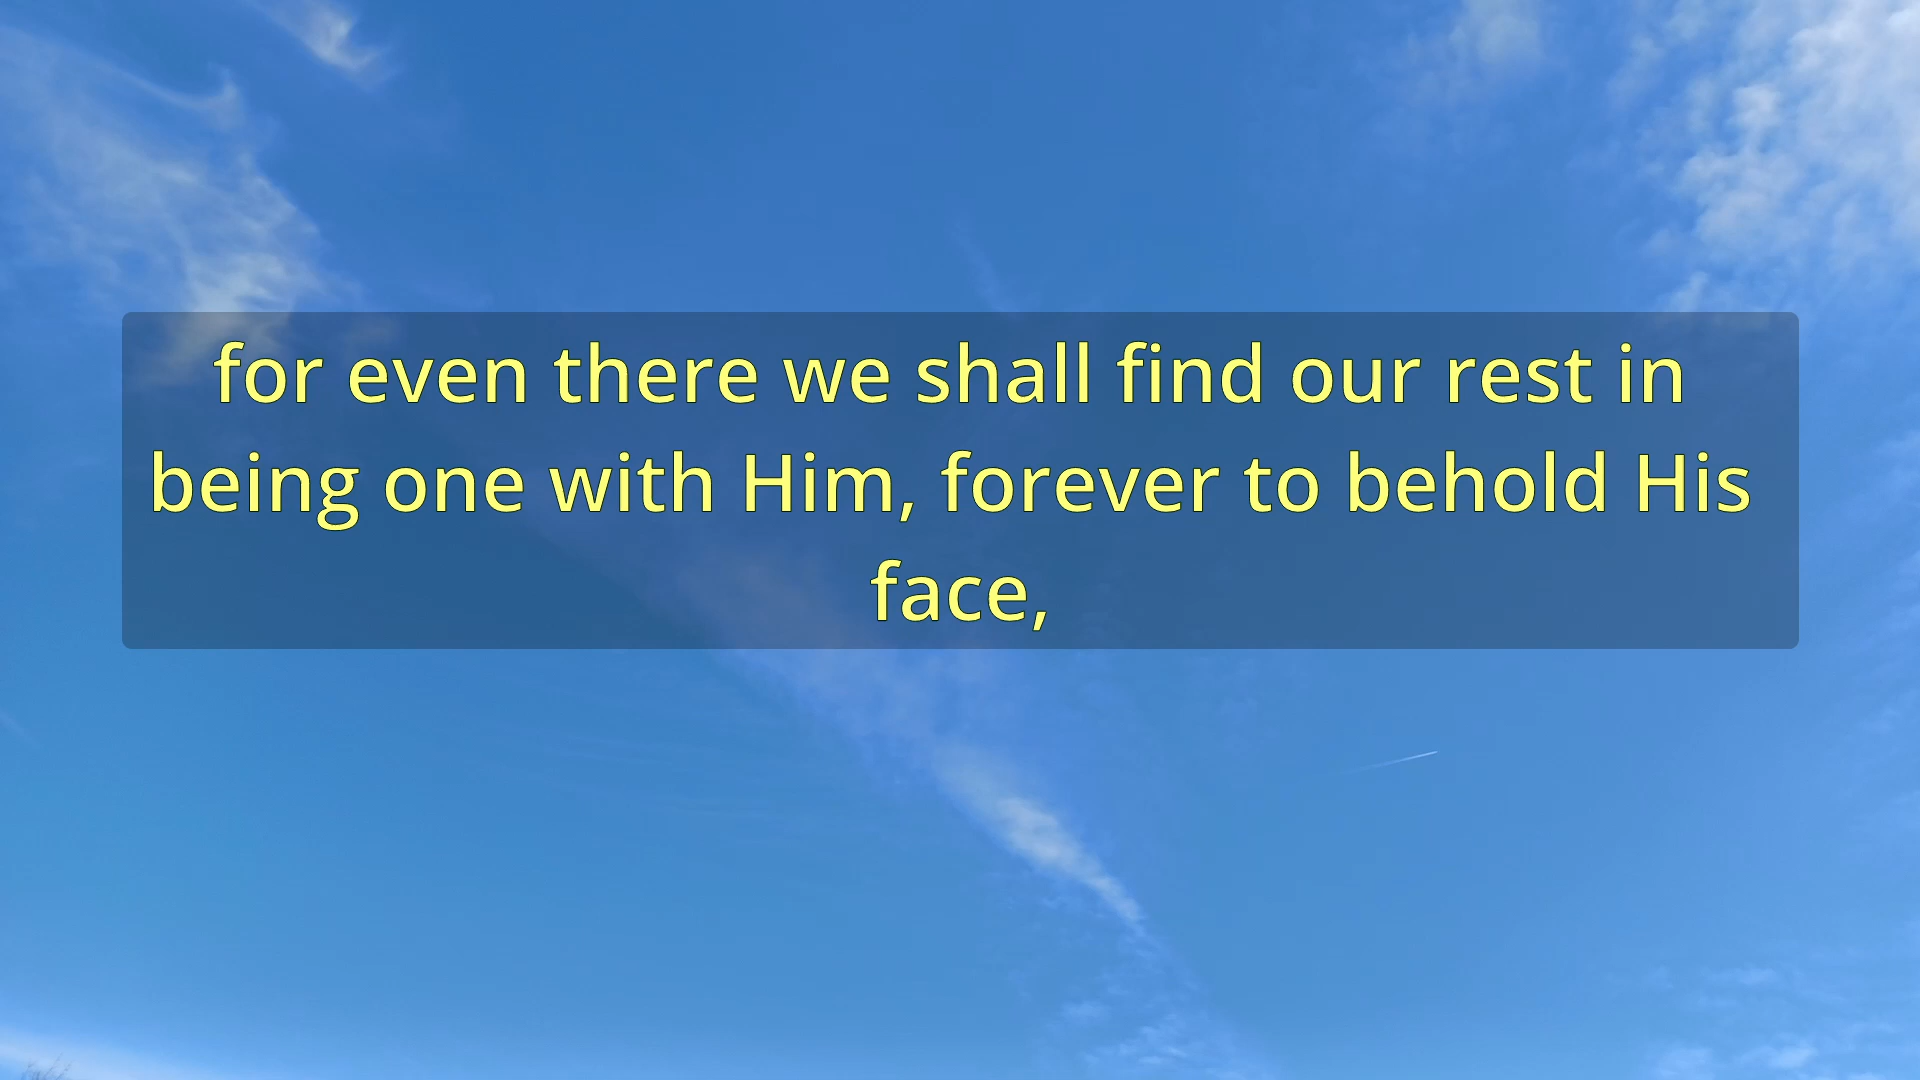 for even there we shall find our rest in
being one with Him, forever to behold His
face,